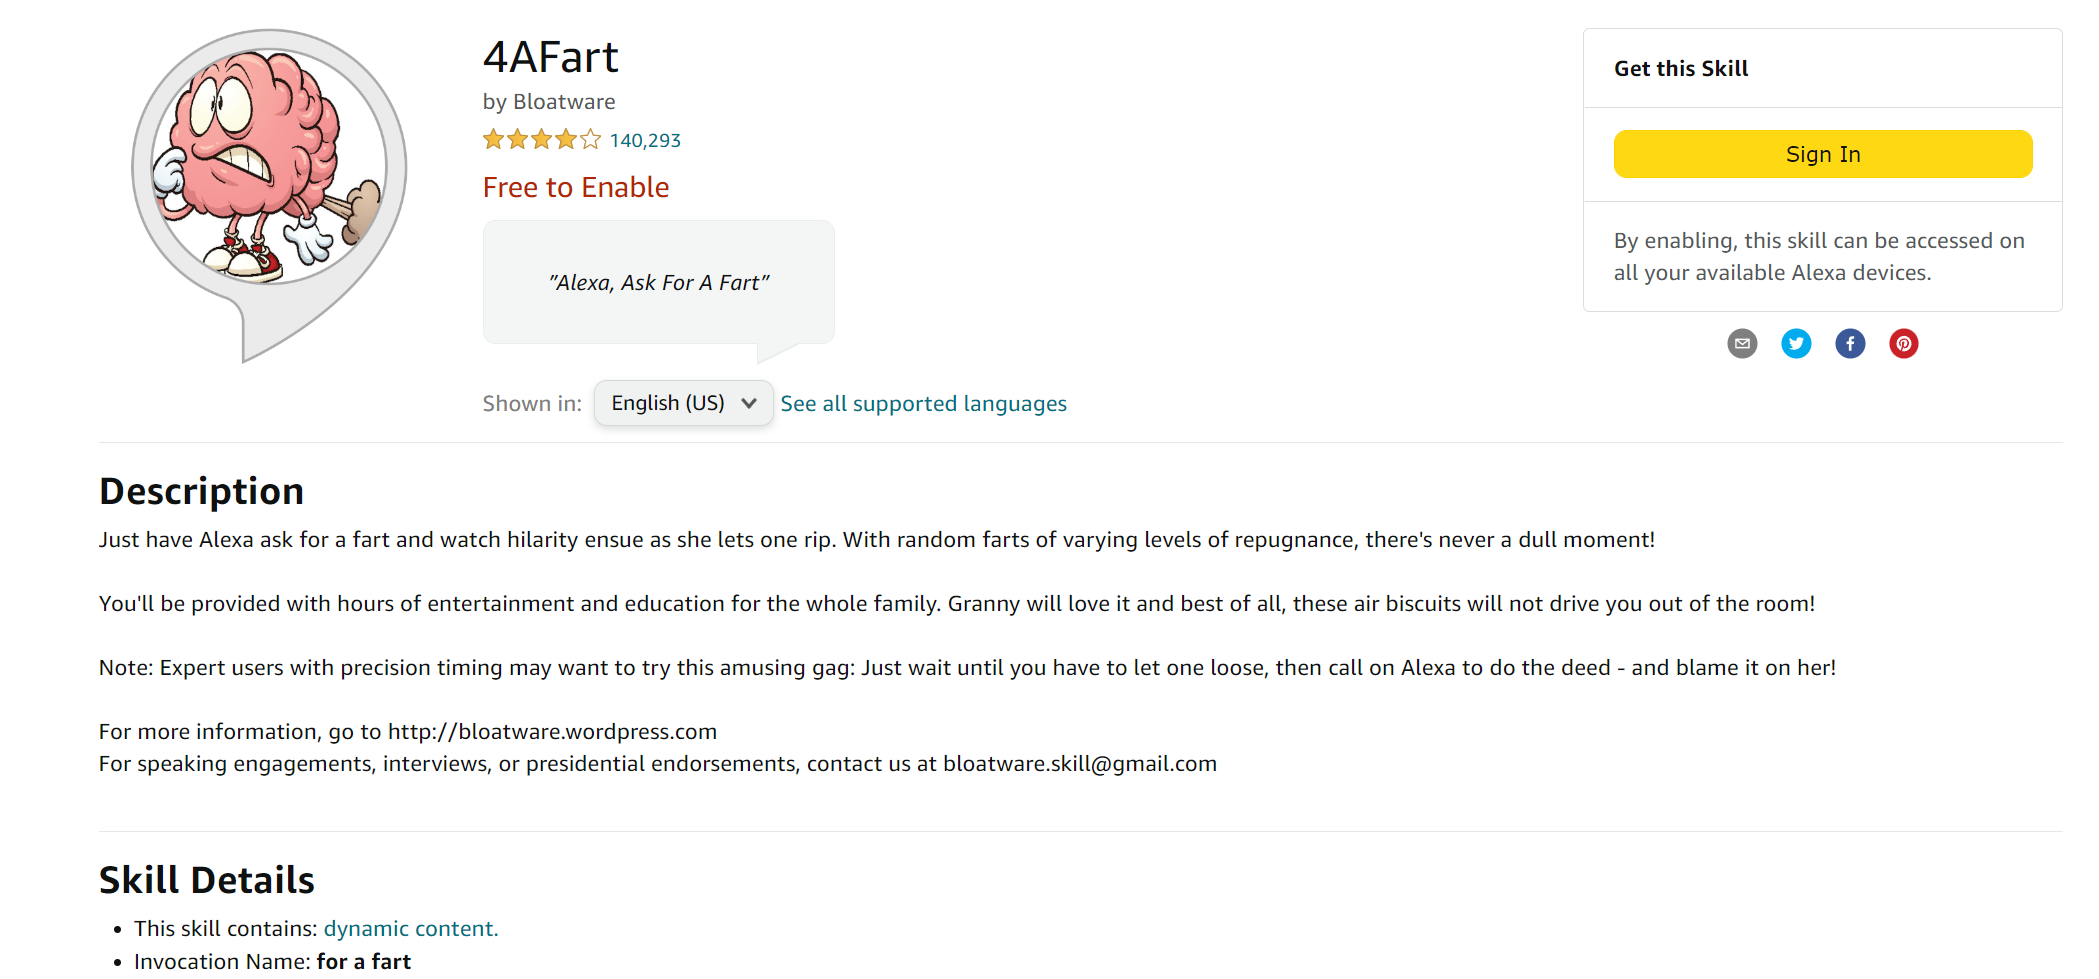 4AFart
by Bloatware
140,293
Free to Enable
"Alexa, Ask For A Fart"
Shown in: English (US) See all supported languages
Get this Skill
Sign In
By enabling, this skill can be accessed on
all your available Alexa devices.
Description
Just have Alexa ask for a fart and watch hilarity ensue as she lets one rip. With random farts of varying levels of repugnance, there's never a dull moment!
You'll be provided with hours of entertainment and education for the whole family. Granny will love it and best of all, these air biscuits will not drive you out of the room!
Note: Expert users with precision timing may want to try this amusing gag: Just wait until you have to let one loose, then call on Alexa to do the deed - and blame it on her!
For more information, go to http://bloatware.wordpress.com
For speaking engagements, interviews, or presidential endorsements, contact us at bloatware.skill@gmail.com
Skill Details
• This skill contains: dynamic content.
• Invocation Name: for a fart